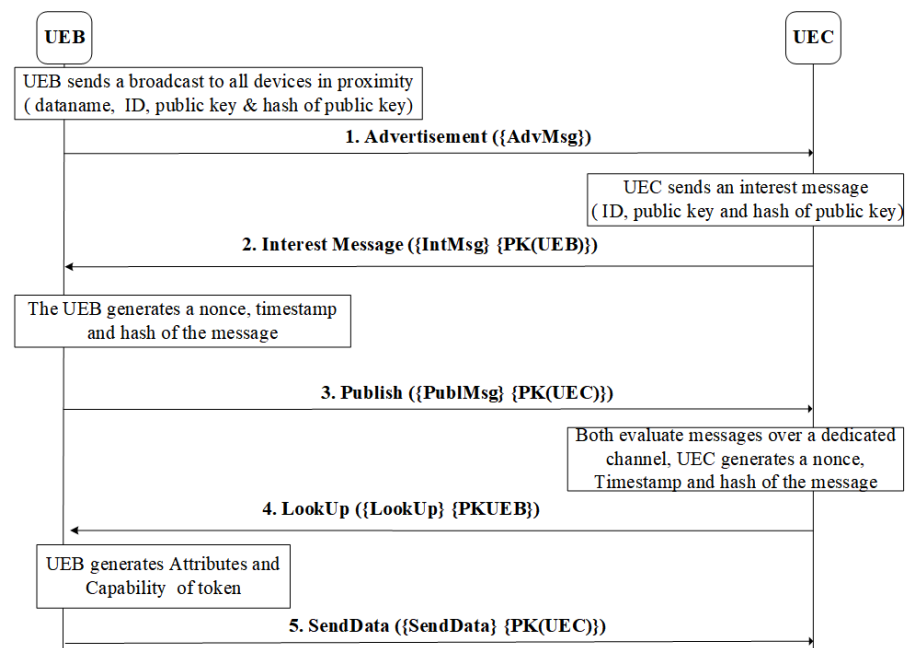 UEB
UEC
UEB sends a broadcast to all devices in proximity
( dataname, ID, public key & hash of public key)
1. Advertisement ({AdvMsg})
UEC sends an interest message
( ID, public key and hash of public key)
2. Interest Message ({IntMsg} {PK(UEB)})
The UEB generates a nonce, timestamp
and hash of the message
3. Publish ({PublMsg} {PK(UEC)})
Both evaluate messages over a dedicated
channel, UEC generates a nonce,
Timestamp and hash of the message
4. LookUp ({LookUp} {PKUEB})
UEB generates Attributes and
Capability of token
5. SendData ({SendData} {PK(UEC)})